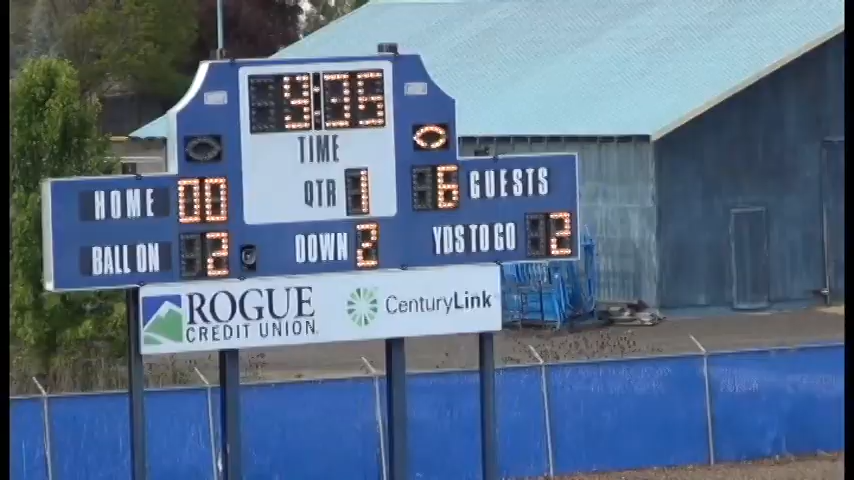 9:36
TIME
HOME 00 QTR 1 6 GUESTS
BALL ON 2 DOWN 2 YDS TO GO 2
ROGUE CREDIT UNION CenturyLink